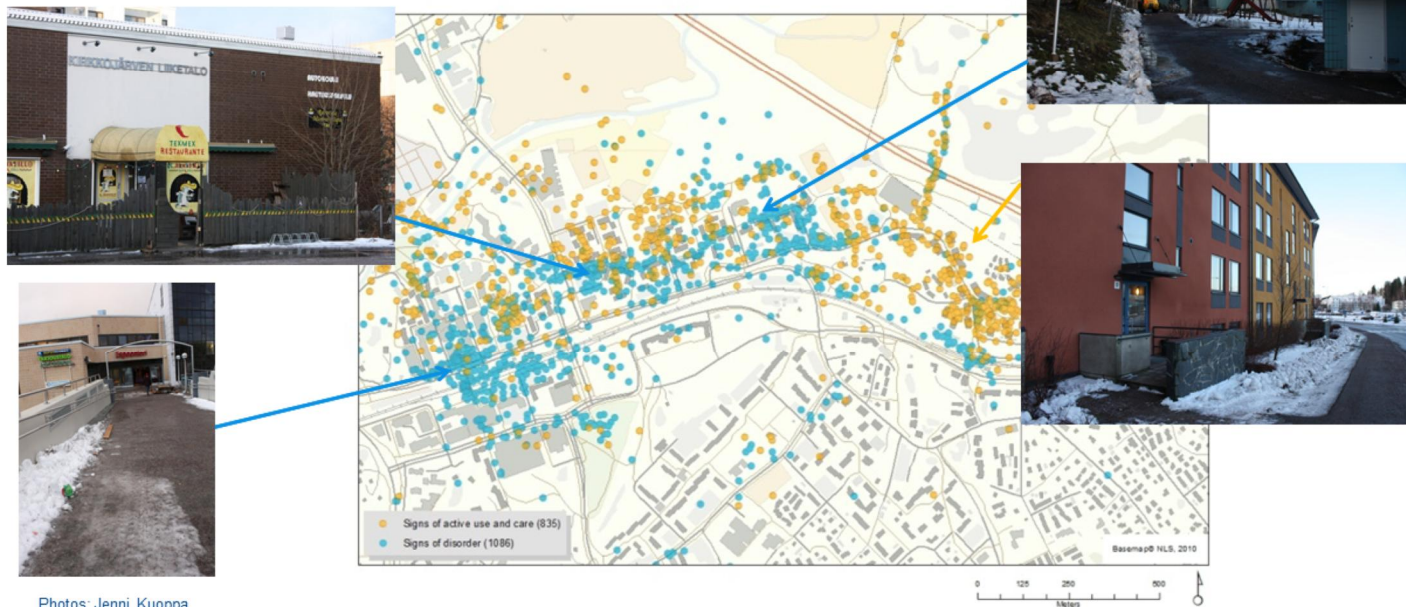 KIRKKOJÄRVEN LIIKETALO
AUTOKOULU
TEXMEX
RESTAURANTE
Signs of active use and care (835)
Signs of disorder (1086)
Basemap® NLS, 2010
0 125 250 500
Meters
Photos: Jenni Kuoppa